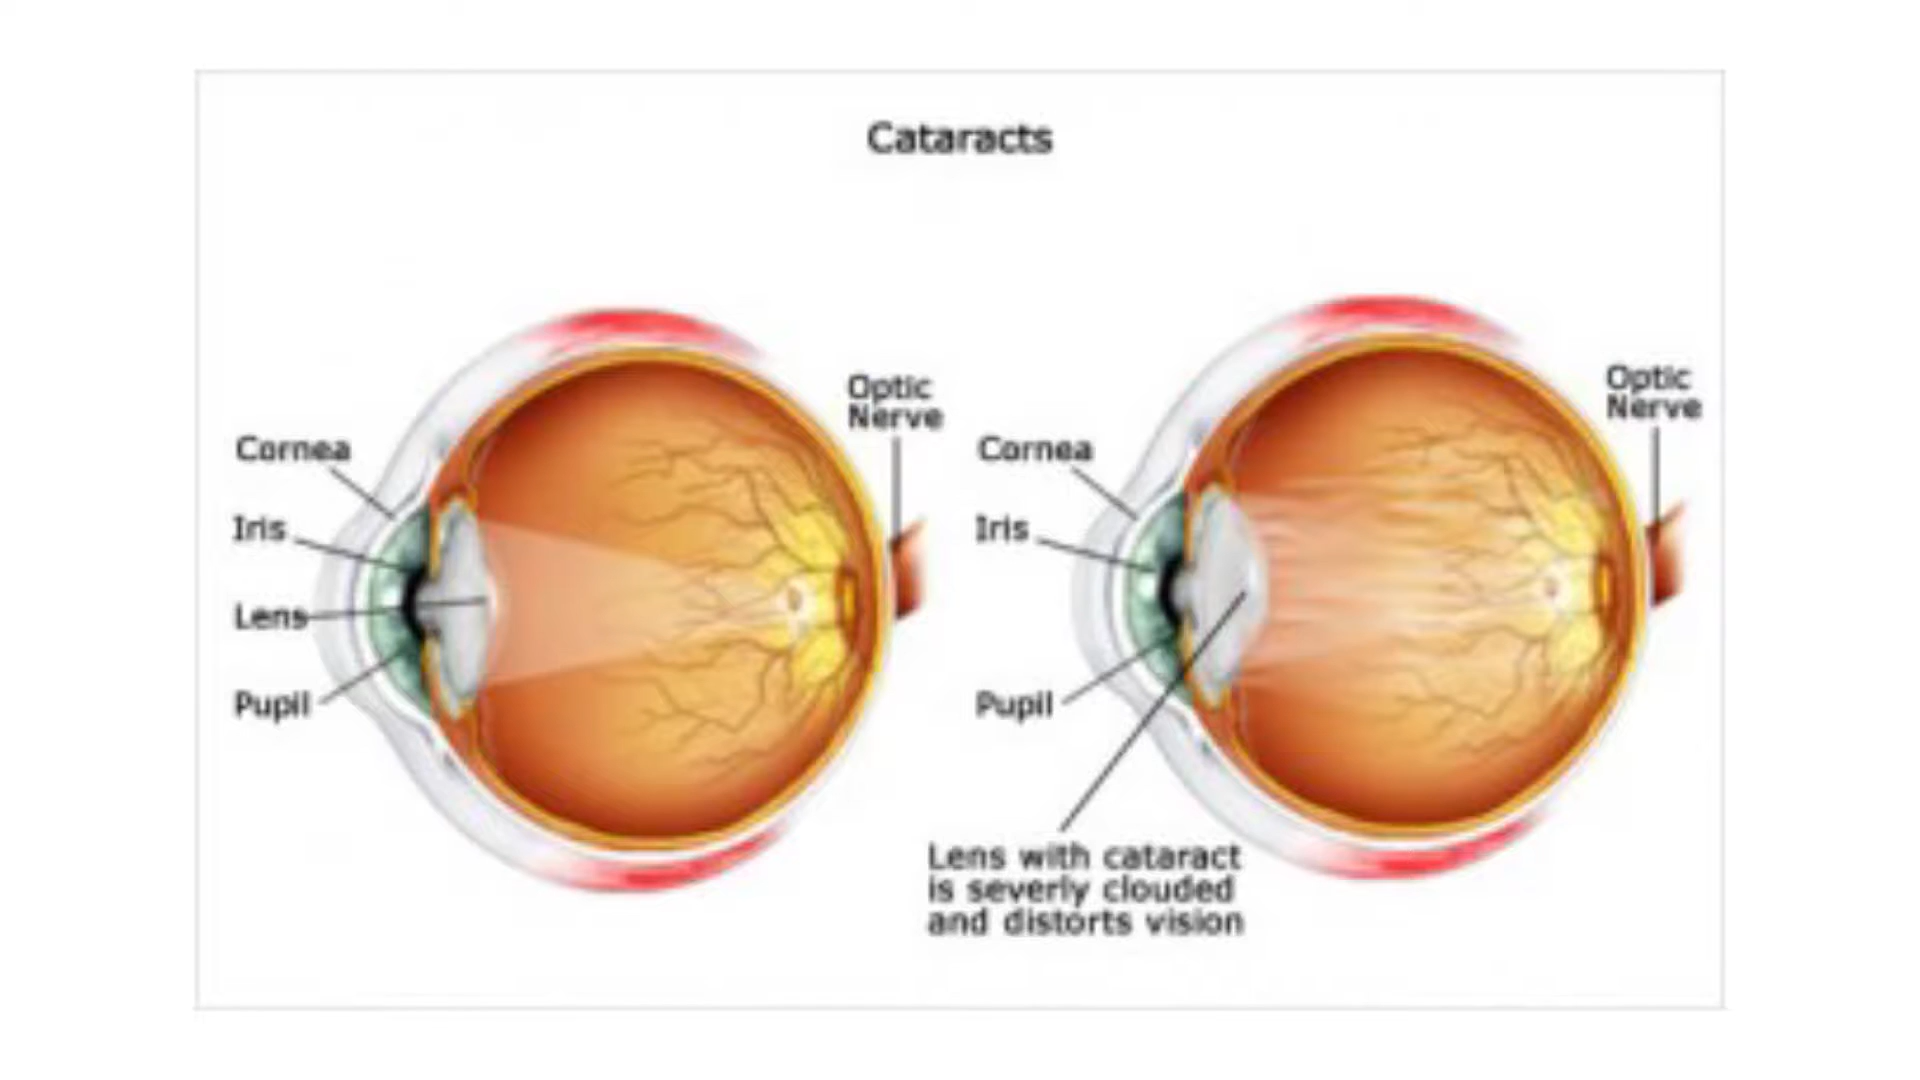 Cataracts
Optic
Nerve
Cornea
Iris
Lens
Pupil
Optic
Nerve
Cornea
Iris
Pupil
Lens with cataract
is severly clouded
and distorts vision